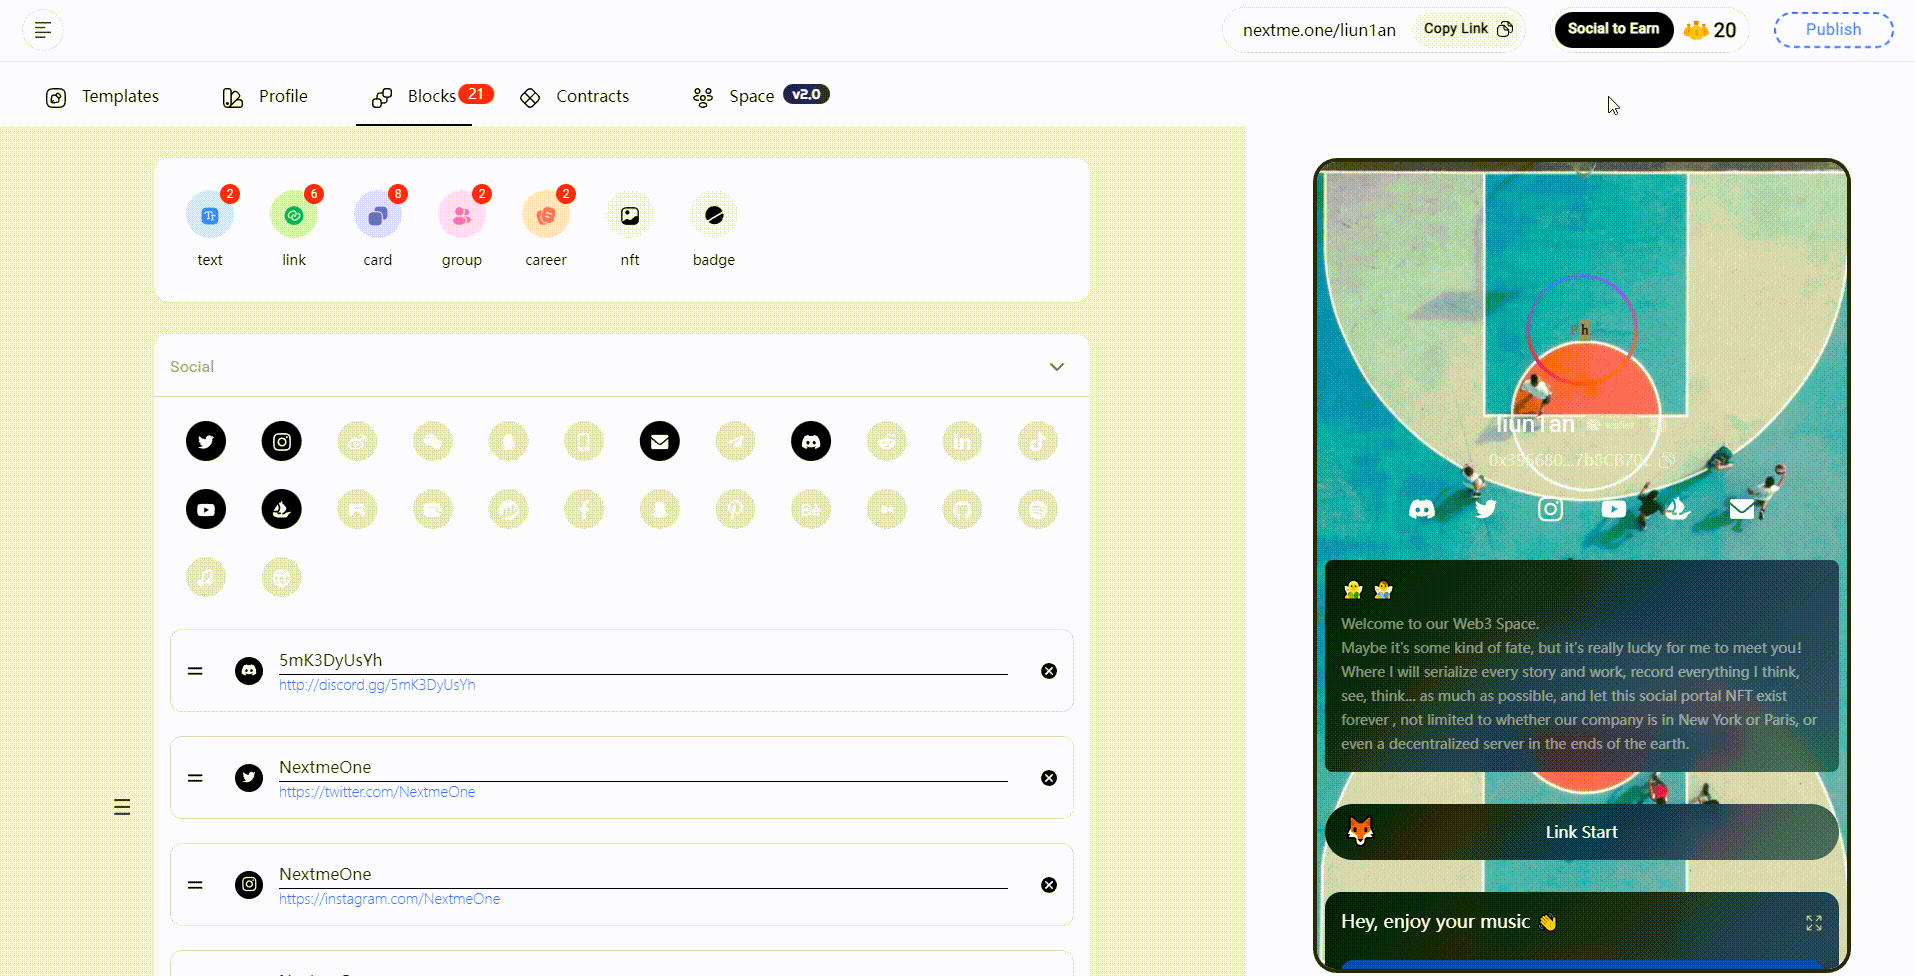 nextme.one/liun1an
Copy Link
Social to Earn
20
Publish
Templates
Profile
Blocks 21
Contracts
Space v2.0
2
6
8
2
2
text
link
card
group
career
nft
badge
Social
5mK3DyUsYh
http://discord.gg/5mK3DyUsYh
NextmeOne
https://twitter.com/NextmeOne
NextmeOne
https://instagram.com/NextmeOne
liun1an
Welcome to our Web3 Space.
Maybe it's some kind of fate, but it's really lucky for me to meet you!
Where I will serialize every story and work, record everything I think,
see, think... as much as possible, and let this social portal NFT exist
forever , not limited to whether our company is in New York or Paris, or
even a decentralized server in the ends of the earth.
Link Start
Hey, enjoy your music